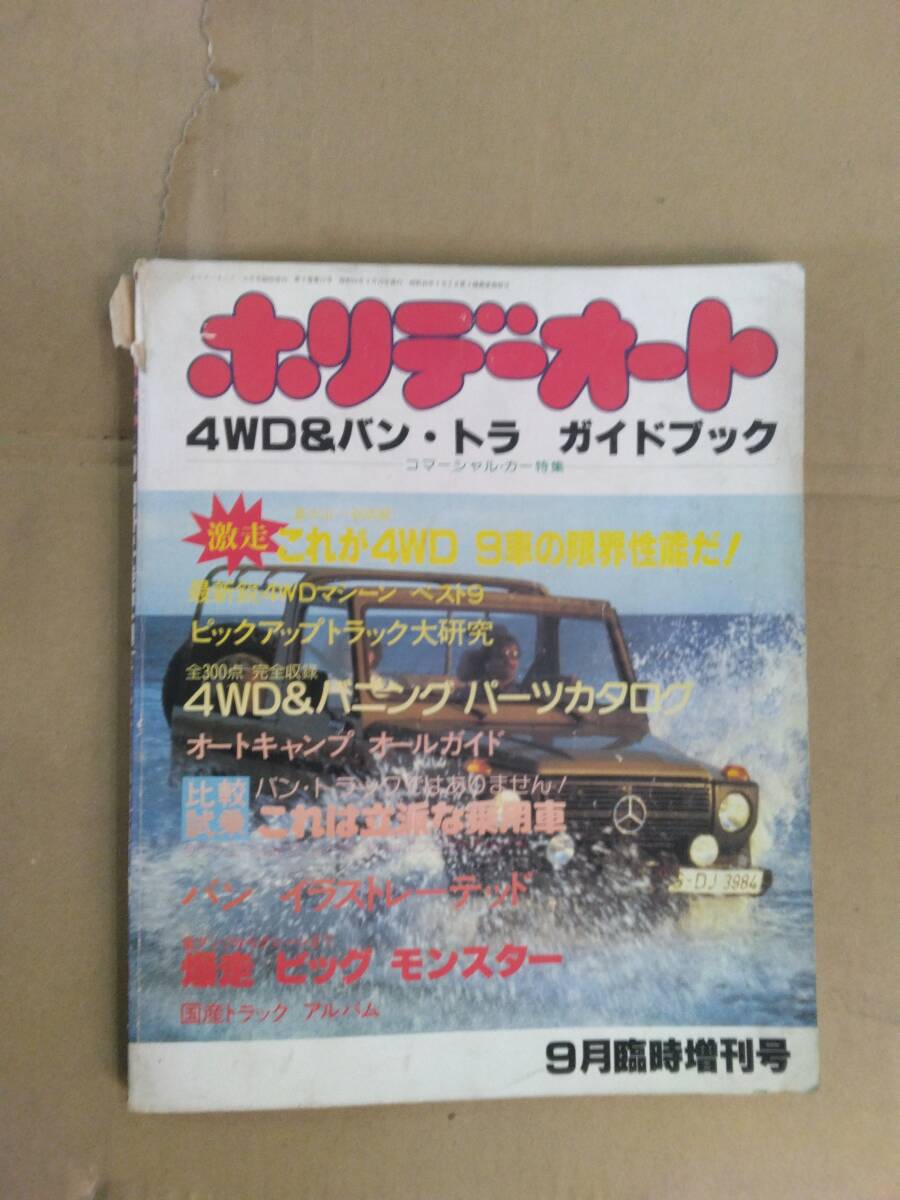 ホリデーオート
4WD&バン・トラ ガイドブック
コマーシャル・カー特集
激走 これが4WD 9車の限界性能だ!
最新鋭4WDマシーン ベスト9
ピックアップトラック大研究
全300点 完全収録
4WD&バニング パーツカタログ
オートキャンプ オールガイド
比較試乗
バン・トラックではありません!
これは立派な乗用車
バン イラストレーテッド
爆走 ビッグ モンスター
国産トラック アルバム
S-DJ 3984
9月臨時増刊号